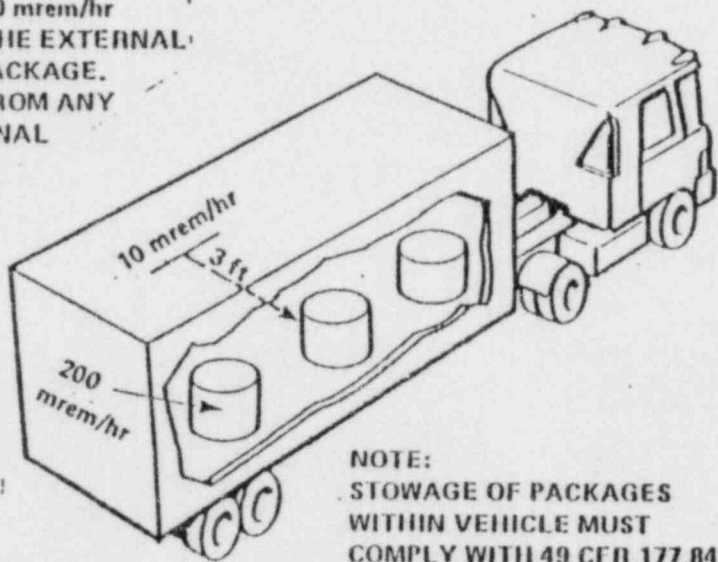 0 mrem/hr
HE EXTERNAL
ACKAGE.
ROM ANY
NAL
10 mrem/hr
3 ft
200
mrem/hr
NOTE:
STOWAGE OF PACKAGES
WITHIN VEHICLE MUST
COMPLY WITH 49 CFR 177.84